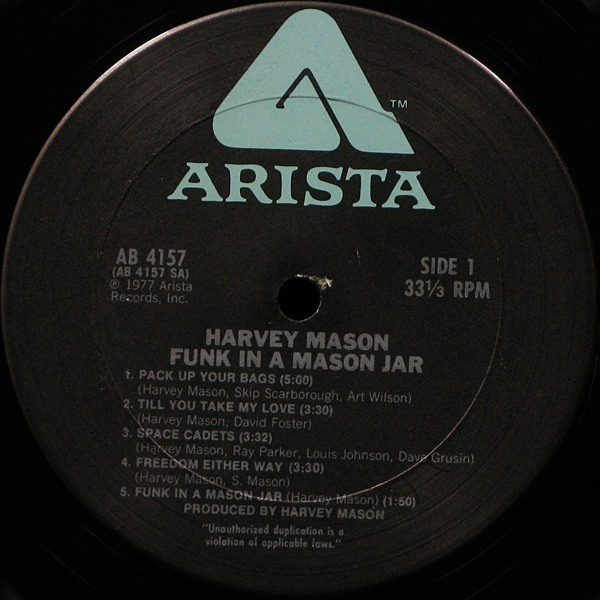 TM
ARISTA
AB 4157
(AB 4157 SA)
℗ 1977 Arista
Records, Inc.
SIDE 1
33⅓ RPM
HARVEY MASON
FUNK IN A MASON JAR
1. PACK UP YOUR BAGS (5:00)
(Harvey Mason, Skip Scarborough, Art Wilson)
2. TILL YOU TAKE MY LOVE (3:30)
(Harvey Mason, David Foster)
3. SPACE CADETS (3:32)
(Harvey Mason, Ray Parker, Louis Johnson, Dave Grusin)
4. FREEDOM EITHER WAY (3:30)
(Harvey Mason, S. Mason)
5. FUNK IN A MASON JAR (Harvey Mason) (1:50)
PRODUCED BY HARVEY MASON
"Unauthorized duplication is a
violation of applicable laws."